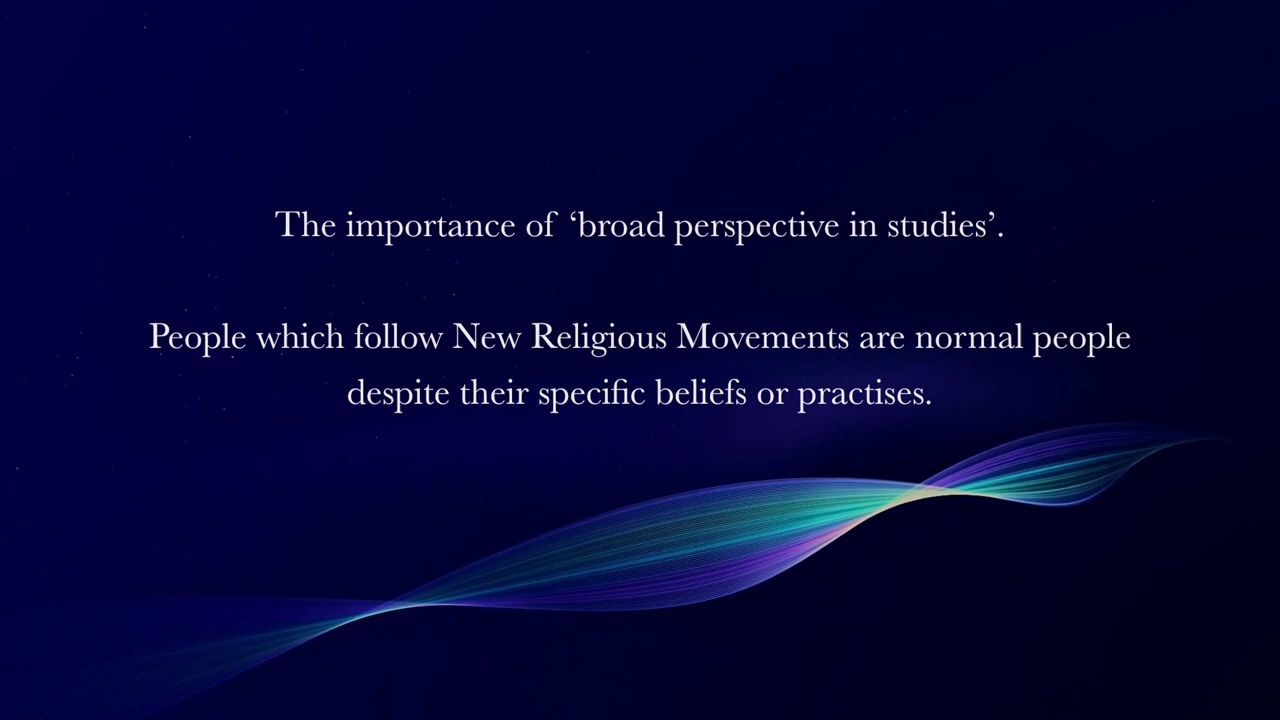 The importance of ‘broad perspective in studies’.
People which follow New Religious Movements are normal people
despite their specific beliefs or practises.